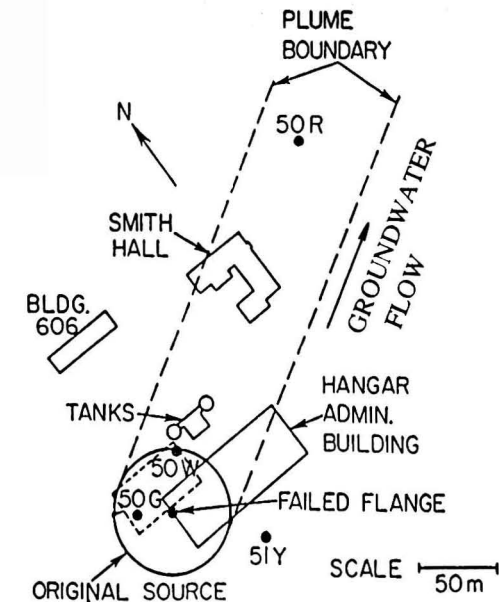 PLUME
BOUNDARY
N
50R
SMITH
HALL
GROUNDWATER
FLOW
BLDG.
606
TANKS
HANGAR
ADMIN.
BUILDING
50W
50G
FAILED FLANGE
51Y
SCALE
50m
ORIGINAL SOURCE